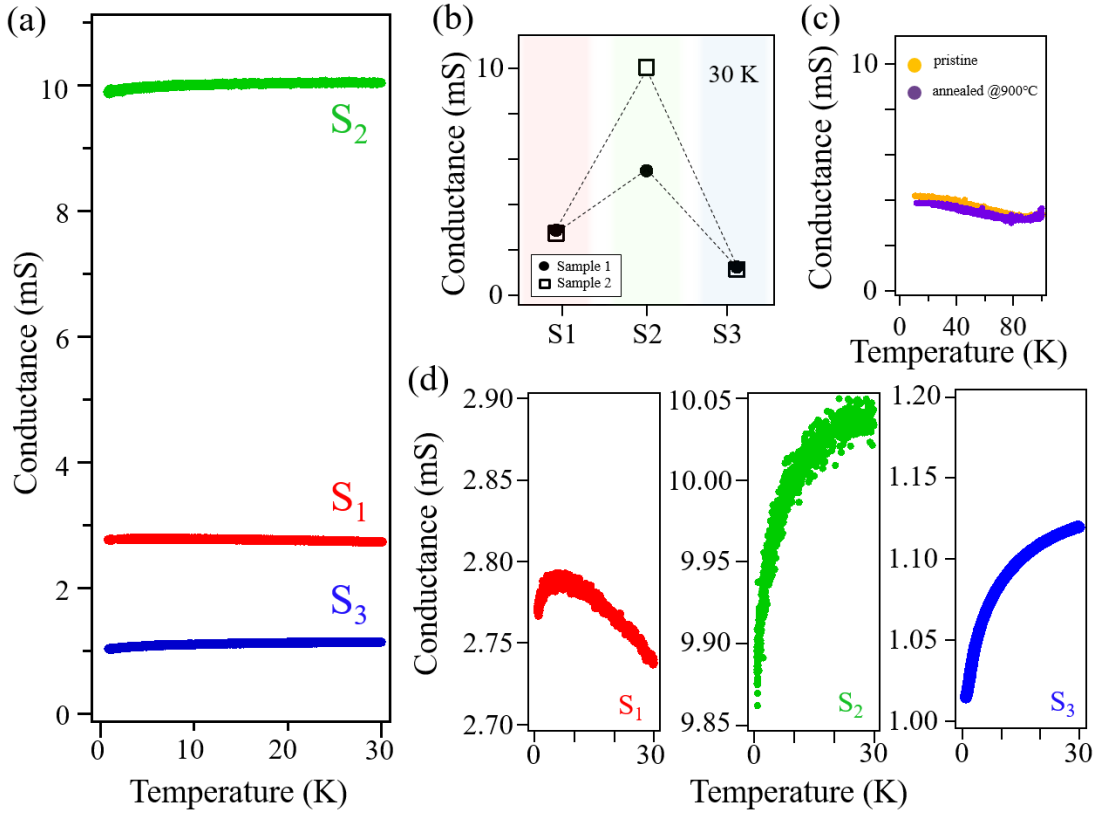 (a)
Conductance (mS)
10
8
6
4
2
0
S2
S1
S3
0
10
20
30
Temperature (K)
(b)
Conductance (mS)
10
5
0
30 K
Sample 1
Sample 2
S1
S2
S3
(c)
Conductance (mS)
10
5
0
pristine
annealed @900°C
0
40
80
Temperature (K)
(d)
Conductance (mS)
Conductance (mS)
2.90
2.85
2.80
2.75
2.70
S1
0
30
10.05
10.00
9.95
9.90
9.85
S2
0
30
1.20
1.15
1.10
1.05
1.00
S3
0
30
Temperature (K)